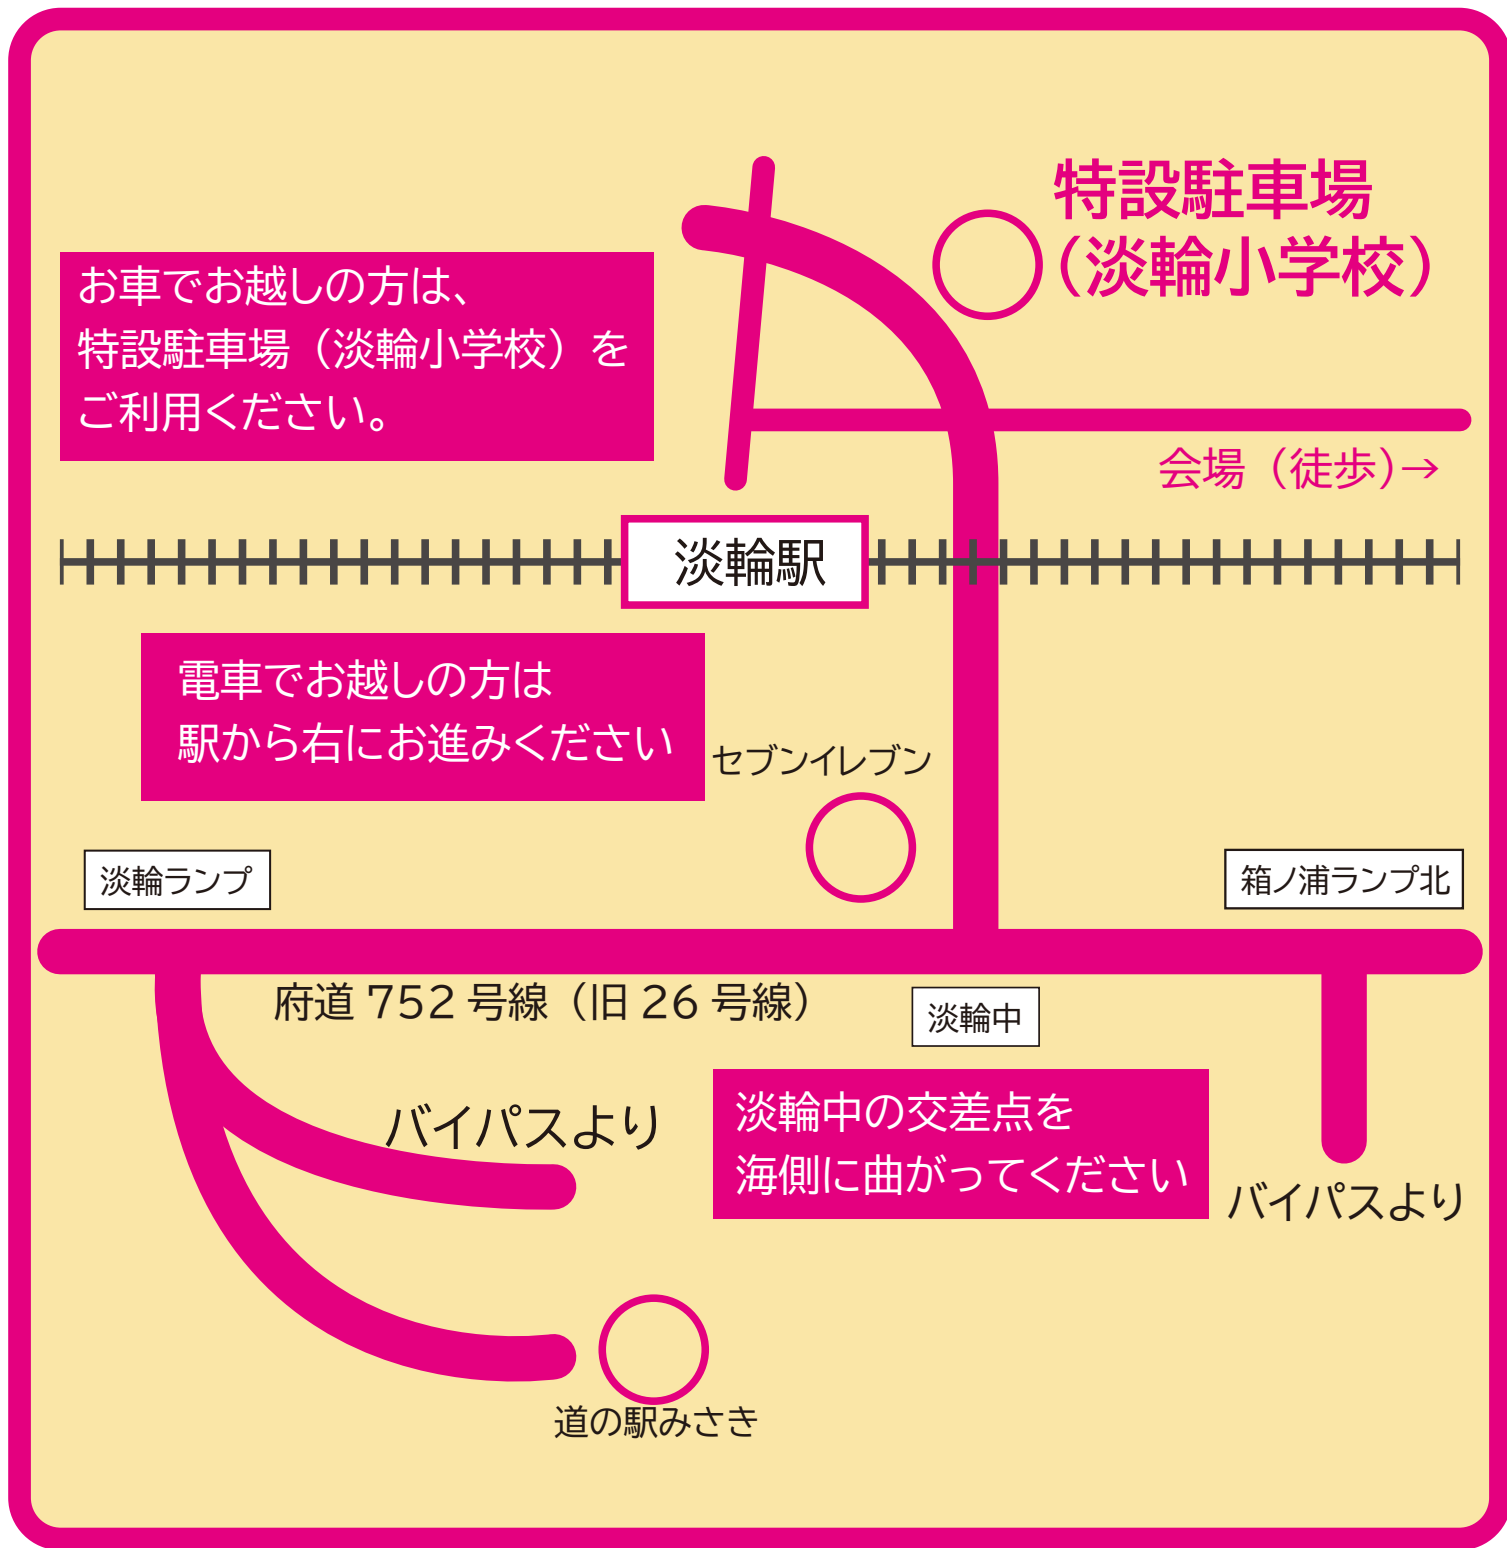 特設駐車場
（淡輪小学校）
お車でお越しの方は、
特設駐車場（淡輪小学校）を
ご利用ください。
会場（徒歩）→
淡輪駅
電車でお越しの方は
駅から右にお進みください
セブンイレブン
淡輪ランプ
箱ノ浦ランプ北
府道 752 号線（旧 26 号線）
淡輪中
淡輪中の交差点を
海側に曲がってください
バイパスより
バイパスより
道の駅みさき